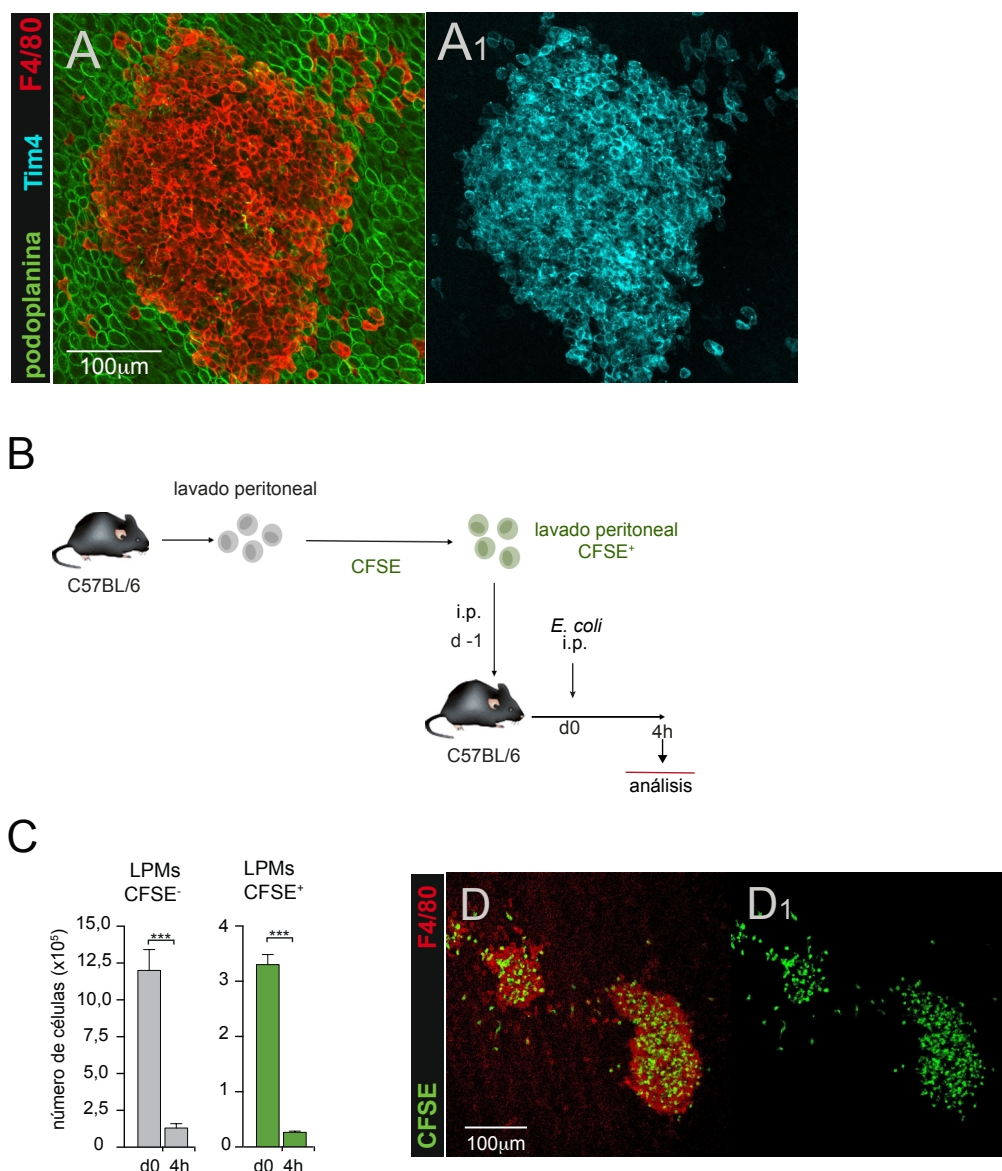 podoplanina Tim4 F4/80
A
A1
100μm
B
lavado peritoneal
C57BL/6
CFSE
lavado peritoneal
CFSE+
i.p.
d -1
E. coli
i.p.
C57BL/6
d0
4h
análisis
C
LPMs
CFSE-
LPMs
CFSE+
número de células (x10⁵)
15,0
12,5
10,0
7,5
5,0
2,5
0
***
d0 4h
4
3
2
1
0
***
d0 4h
CFSE F4/80
D
D1
100μm